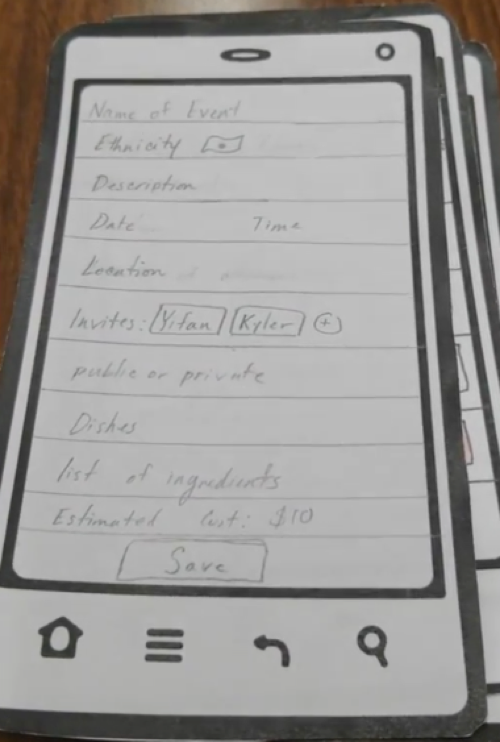 Name of Event
Ethnicity
Description
Date Time
Location
Invites: Yifan Kyler +
public or private
Dishes
list of ingredients
Estimated Cost: $10
Save